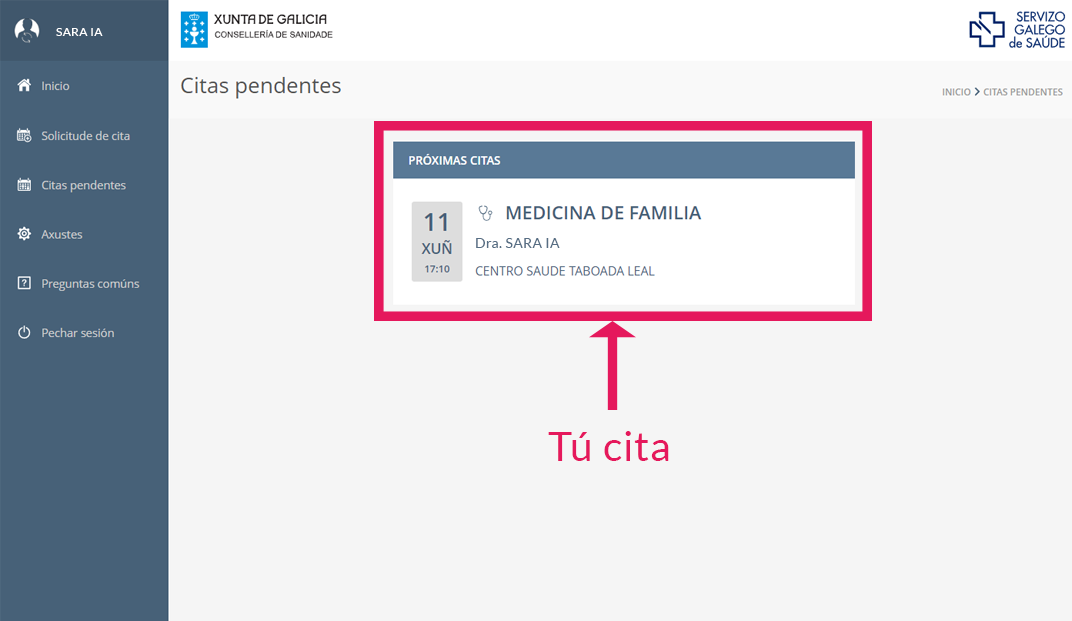 SARA IA
XUNTA DE GALICIA
CONSELLERÍA DE SANIDADE
SERVIZO
GALEGO
de SAÚDE
Inicio
Solicitude de cita
Citas pendentes
Axustes
Preguntas comúns
Pechar sesión
Citas pendentes
INICIO > CITAS PENDENTES
PRÓXIMAS CITAS
11
XUÑ
17:10
MEDICINA DE FAMILIA
Dra. SARA IA
CENTRO SAUDE TABOADA LEAL
Tú cita